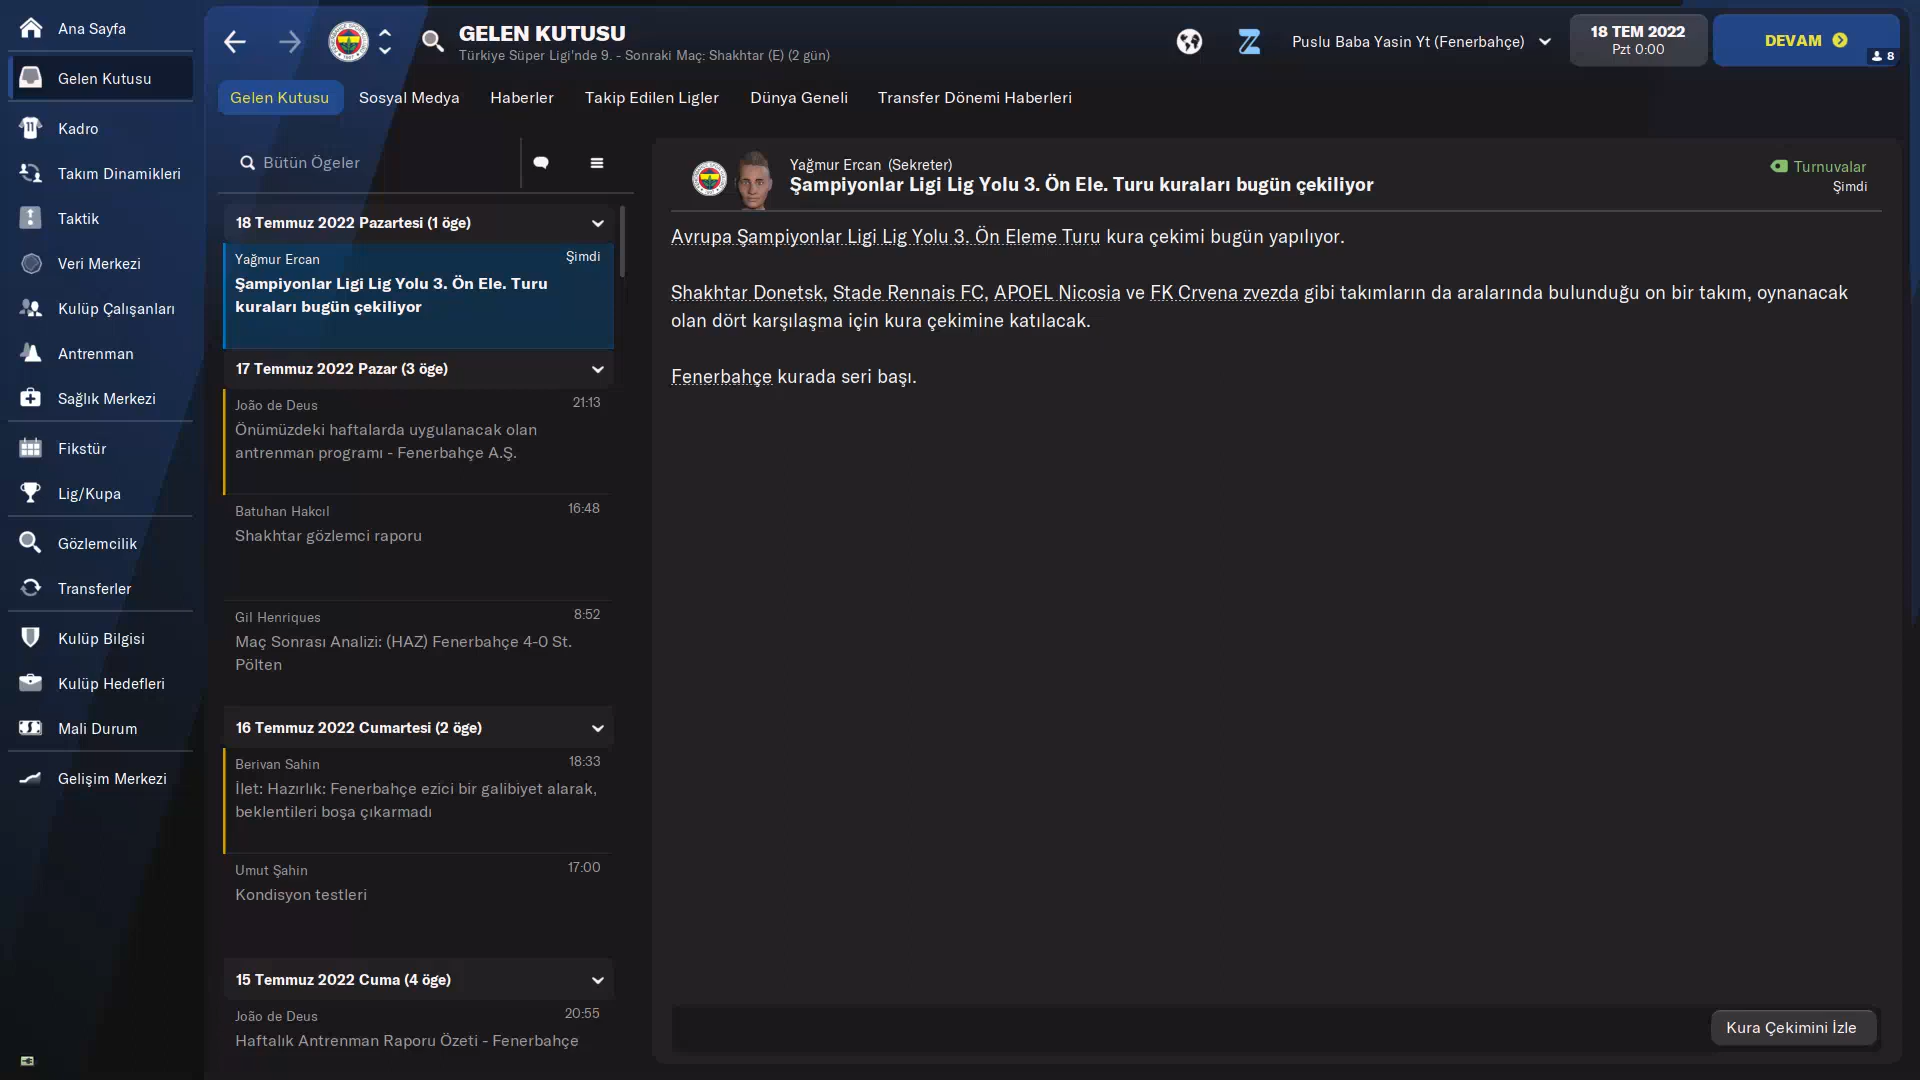 Ana Sayfa
Gelen Kutusu
Kadro
Takım Dinamikleri
Taktik
Veri Merkezi
Kulüp Çalışanları
Antrenman
Sağlık Merkezi
Fikstür
Lig/Kupa
Gözlemcilik
Transferler
Kulüp Bilgisi
Kulüp Hedefleri
Mali Durum
Gelişim Merkezi
GELEN KUTUSU
Türkiye Süper Ligi'nde 9. - Sonraki Maç: Shakhtar (E) (2 gün)
Puslu Baba Yasin Yt (Fenerbahçe)
18 TEM 2022
Pzt 0:00
DEVAM
8
Gelen Kutusu
Sosyal Medya
Haberler
Takip Edilen Ligler
Dünya Geneli
Transfer Dönemi Haberleri
Bütün Ögeler
18 Temmuz 2022 Pazartesi (1 öge)
Yağmur Ercan
Şimdi
Şampiyonlar Ligi Lig Yolu 3. Ön Ele. Turu
kuraları bugün çekiliyor
17 Temmuz 2022 Pazar (3 öge)
João de Deus
21:13
Önümüzdeki haftalarda uygulanacak olan
antrenman programı - Fenerbahçe A.Ş.
Batuhan Hakcıl
16:48
Shakhtar gözlemci raporu
Gil Henriques
8:52
Maç Sonrası Analizi: (HAZ) Fenerbahçe 4-0 St.
Pölten
16 Temmuz 2022 Cumartesi (2 öge)
Berivan Sahin
18:33
İlet: Hazırlık: Fenerbahçe ezici bir galibiyet alarak,
beklentileri boşa çıkarmadı
Umut Şahin
17:00
Kondisyon testleri
15 Temmuz 2022 Cuma (4 öge)
João de Deus
20:55
Haftalık Antrenman Raporu Özeti - Fenerbahçe
Yağmur Ercan (Sekreter)
Şampiyonlar Ligi Lig Yolu 3. Ön Ele. Turu kuraları bugün çekiliyor
Turnuvalar
Şimdi
Avrupa Şampiyonlar Ligi Lig Yolu 3. Ön Eleme Turu kura çekimi bugün yapılıyor.
Shakhtar Donetsk, Stade Rennais FC, APOEL Nicosia ve FK Crvena zvezda gibi takımların da aralarında bulunduğu on bir takım, oynanacak
olan dört karşılaşma için kura çekimine katılacak.
Fenerbahçe kurada seri başı.
Kura Çekimini İzle